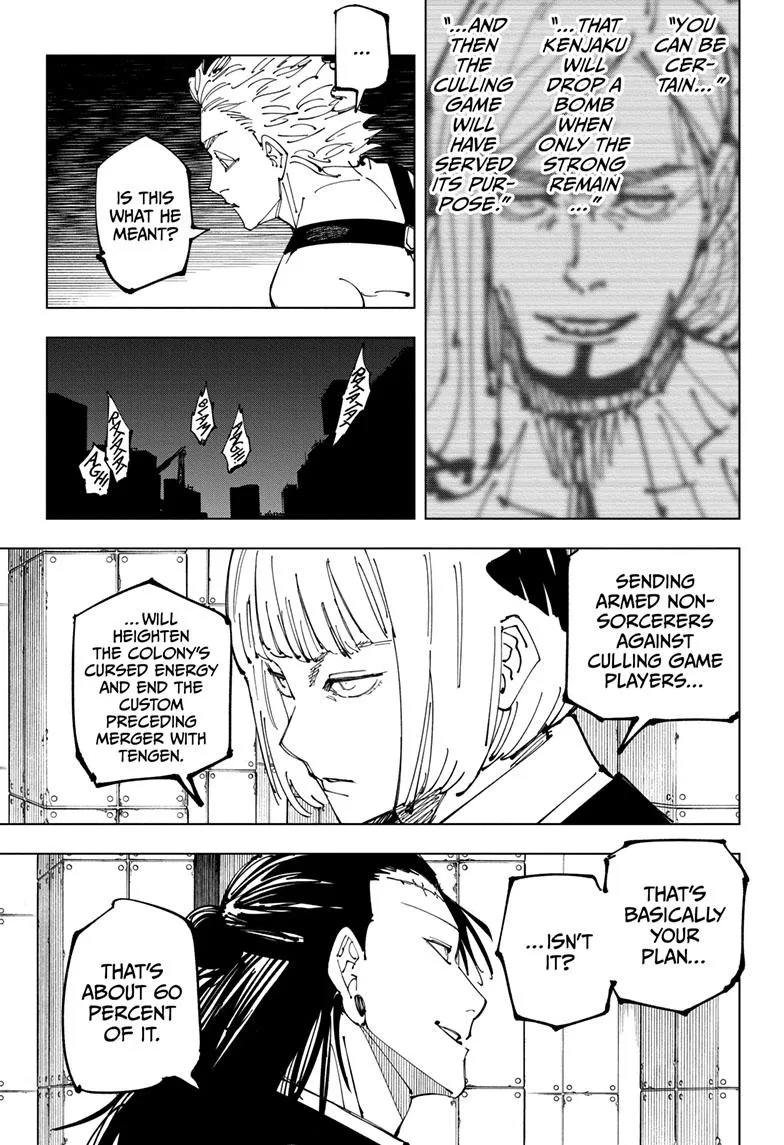 "YOU
CAN BE
CER-
TAIN..."
"...THAT
KENJAKU
WILL
DROP A
BOMB
WHEN
ONLY THE
STRONG
REMAIN
..."
"...AND
THEN
THE
CULLING
GAME
WILL
HAVE
SERVED
ITS PUR-
POSE."
...
IS THIS
WHAT HE
MEANT?
RATATAT
YAGH!!
BLAM
RATATAT
AGH!
SENDING
ARMED NON-
SORCERERS
AGAINST
CULLING GAME
PLAYERS...
...WILL
HEIGHTEN
THE COLONY'S
CURSED ENERGY
AND END THE
CUSTOM
PRECEDING
MERGER WITH
TENGEN.
THAT'S
BASICALLY
YOUR
PLAN...
...ISN'T
IT?
THAT'S
ABOUT 60
PERCENT
OF IT.